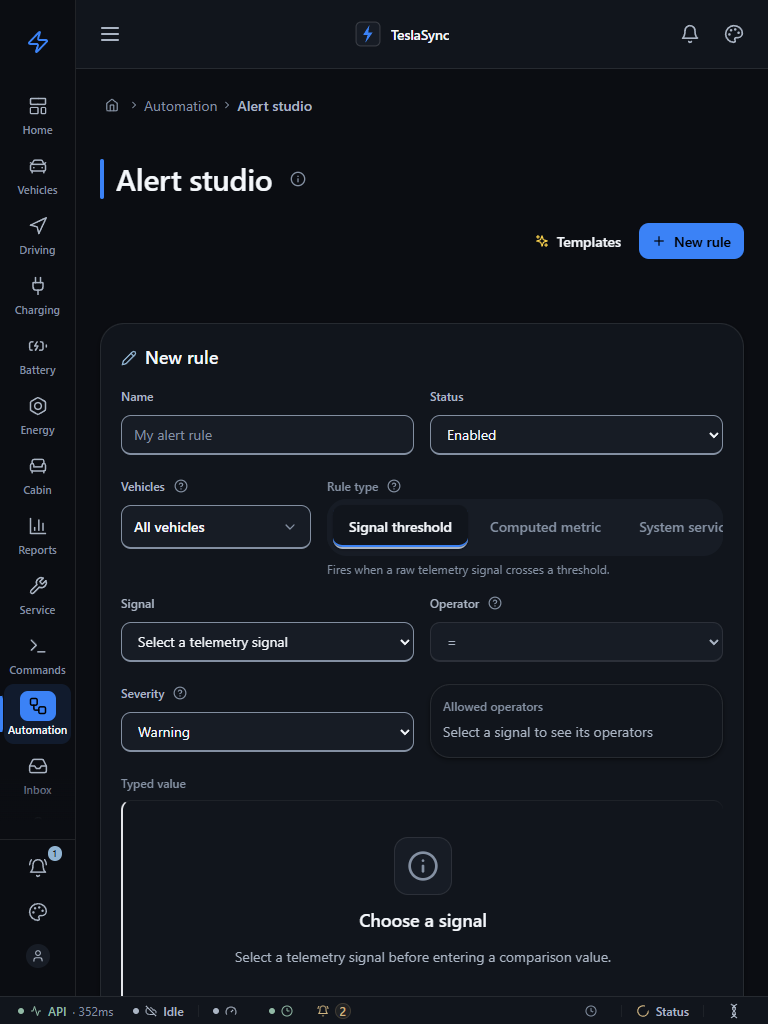 TeslaSync
Home
Vehicles
Driving
Charging
Battery
Energy
Cabin
Reports
Service
Commands
Automation
Inbox
1
Automation
Alert studio
Alert studio
Templates
New rule
New rule
Name
Status
My alert rule
Enabled
Vehicles
Rule type
All vehicles
Signal threshold
Computed metric
System servic
Fires when a raw telemetry signal crosses a threshold.
Signal
Operator
Select a telemetry signal
=
Severity
Warning
Allowed operators
Select a signal to see its operators
Typed value
Choose a signal
Select a telemetry signal before entering a comparison value.
API · 352ms
Idle
2
Status